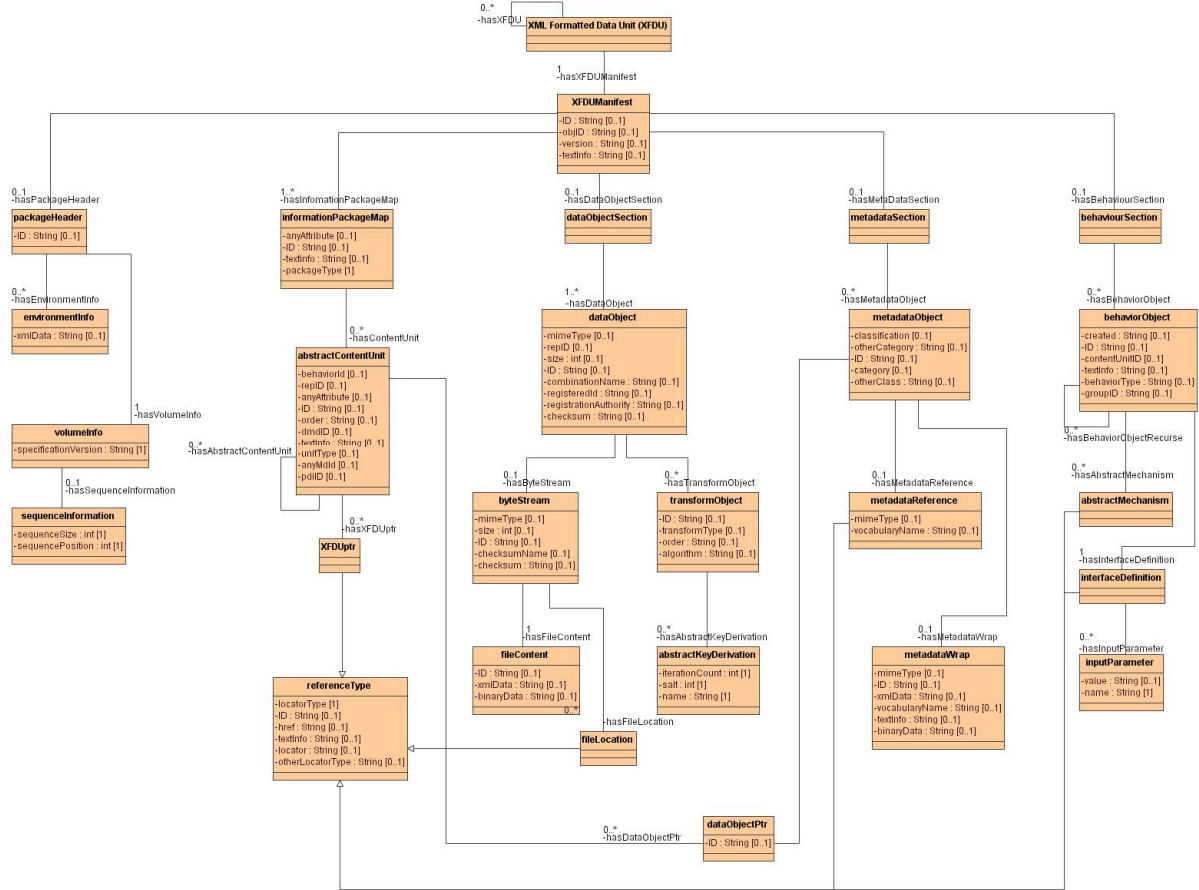 0..*
-hasXFDU
XML Formatted Data Unit (XFDU)
1
-hasXFDUManifest
XFDUManifest
-ID : String [0..1]
-objID : String [0..1]
-version : String [0..1]
-textInfo : String [0..1]
0..1
-hasPackageHeader
1..*
-hasInfomationPackageMap
0..1
-hasDataObjectSection
0..1
-hasMetaDataSection
0..1
-hasBehaviourSection
packageHeader
-ID : String [0..1]
informationPackageMap
-anyAttribute [0..1]
-ID : String [0..1]
-textInfo : String [0..1]
-packageType [1]
dataObjectSection
metadataSection
behaviourSection
0..*
-hasEnvironmentInfo
environmentInfo
-xmlData : String [0..1]
0..*
-hasContentUnit
1..*
-hasDataObject
dataObject
-mimeType [0..1]
-repID [0..1]
-size : int [0..1]
-ID : String [0..1]
-combinationName : String [0..1]
-registeredId : String [0..1]
-registrationAuthority : String [0..1]
-checksum : String [0..1]
0..*
-hasMetadataObject
metadataObject
-classification [0..1]
-otherCategory : String [0..1]
-ID : String [0..1]
-category [0..1]
-otherClass : String [0..1]
0..*
-hasBehaviorObject
behaviorObject
-created : String [0..1]
-ID : String [0..1]
-contentUnitID [0..1]
-textInfo : String [0..1]
-behaviorType : String [0..1]
-groupID : String [0..1]
0..*
-hasBehaviorObjectRecurse
abstractContentUnit
-behaviorId [0..1]
-repID [0..1]
-anyAttribute [0..1]
-ID : String [0..1]
-order : String [0..1]
-dmdID [0..1]
-textInfo : String [0..1]
-unitType [0..1]
-anyMdId [0..1]
-pdiID [0..1]
0..*
-hasAbstractContentUnit
1
-hasVolumeInfo
volumeInfo
-specificationVersion : String [1]
0..1
-hasSequenceInformation
sequenceInformation
-sequenceSize : int [1]
-sequencePosition : int [1]
0..*
-hasXFDUptr
XFDUptr
0..1
-hasByteStream
byteStream
-mimeType [0..1]
-size : int [0..1]
-ID : String [0..1]
-checksumName [0..1]
-checksum : String [0..1]
0..*
-hasTransformObject
transformObject
-ID : String [0..1]
-transformType [0..1]
-order : String [0..1]
-algorithm : String [0..1]
0..1
-hasMetadataReference
metadataReference
-mimeType [0..1]
-vocabularyName : String [0..1]
0..*
-hasAbstractMechanism
abstractMechanism
1
-hasInterfaceDefinition
interfaceDefinition
1
-hasFileContent
fileContent
-ID : String [0..1]
-xmlData : String [0..1]
-binaryData : String [0..1]
0..*
-hasAbstractKeyDerivation
abstractKeyDerivation
-iterationCount : int [1]
-salt : int [1]
-name : String [1]
0..1
-hasMetadataWrap
metadataWrap
-mimeType [0..1]
-ID : String [0..1]
-xmlData : String [0..1]
-vocabularyName : String [0..1]
-textInfo : String [0..1]
-binaryData : String [0..1]
0..*
-hasInputParameter
inputParameter
-value : String [0..1]
-name : String [1]
referenceType
-locatorType [1]
-ID : String [0..1]
-href : String [0..1]
-textInfo : String [0..1]
-locator : String [0..1]
-otherLocatorType : String [0..1]
0..*
-hasFileLocation
fileLocation
0..*
-hasDataObjectPtr
dataObjectPtr
-ID : String [0..1]